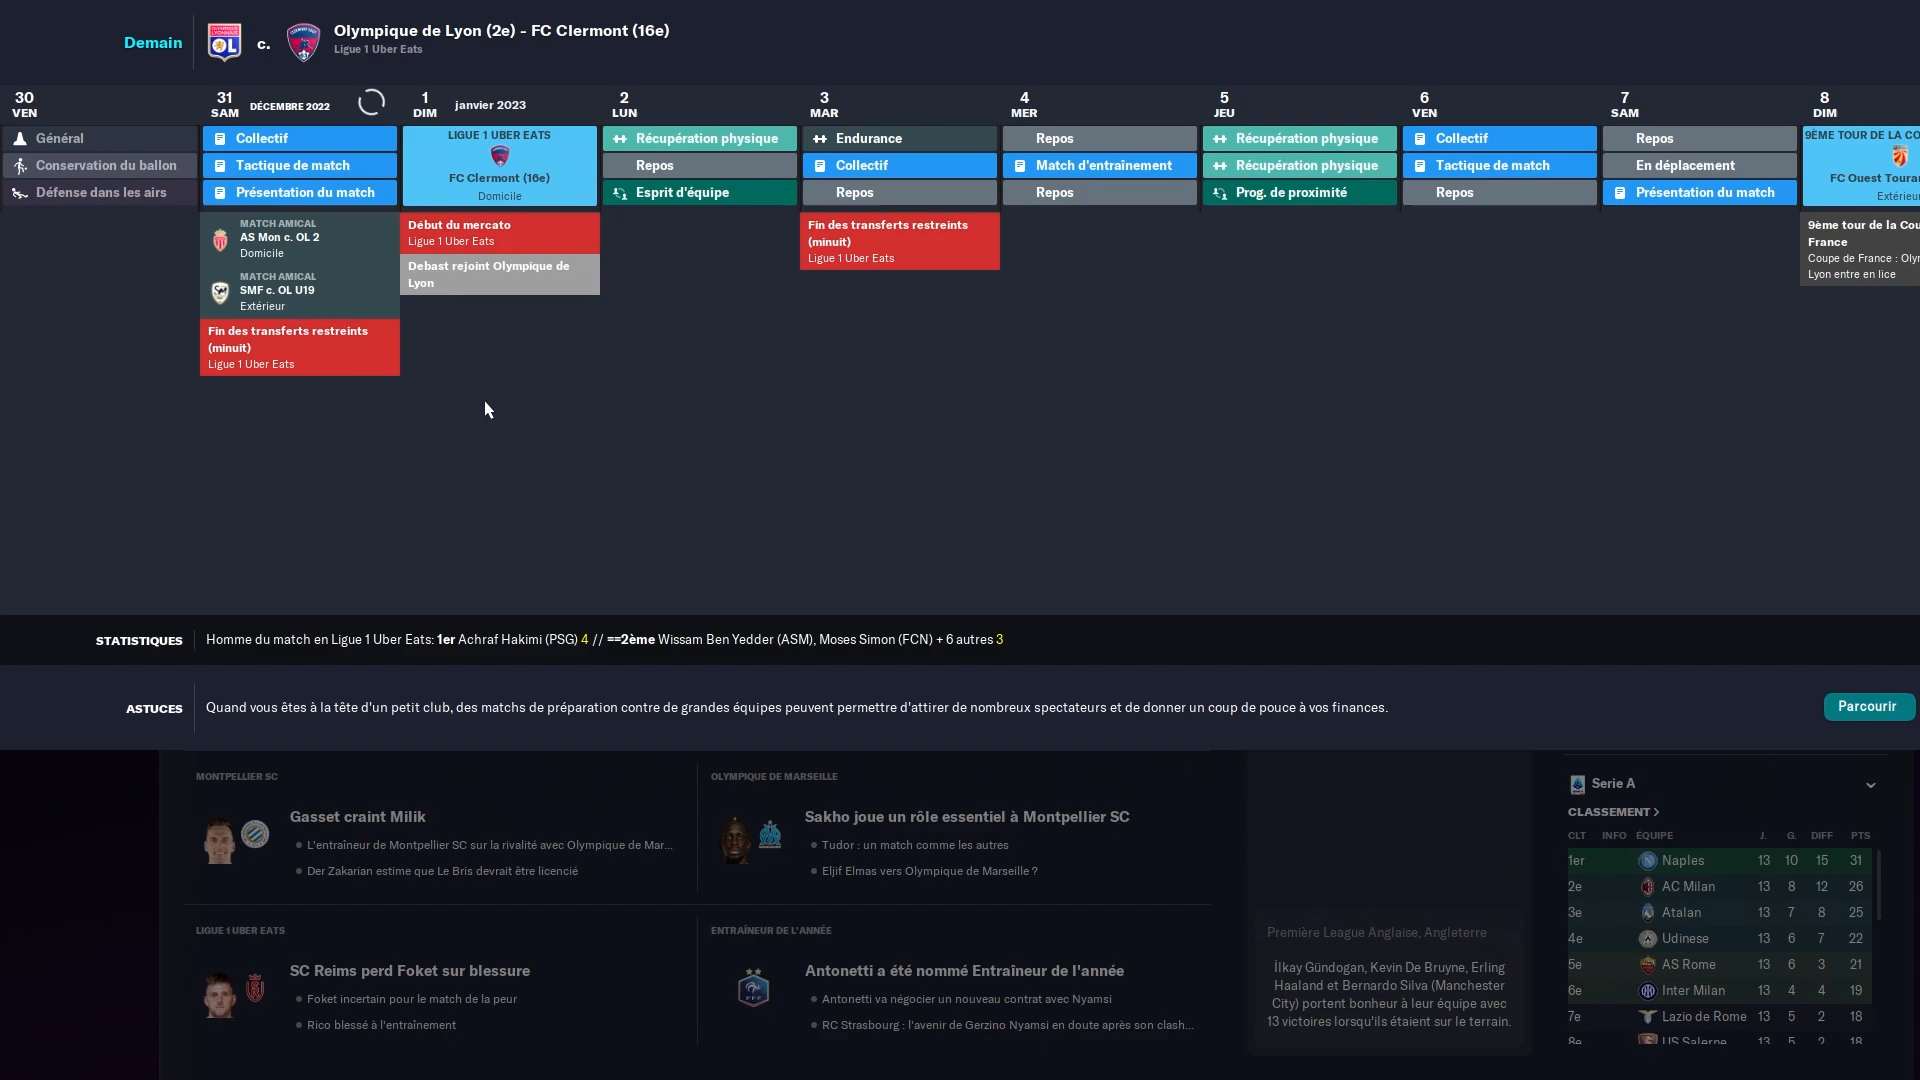 Demain
c.
Olympique de Lyon (2e) - FC Clermont (16e)
Ligue 1 Uber Eats
30
VEN
31
SAM
DÉCEMBRE 2022
1
DIM
janvier 2023
2
LUN
3
MAR
4
MER
5
JEU
6
VEN
7
SAM
8
DIM
Général
Conservation du ballon
Défense dans les airs
Collectif
Tactique de match
Présentation du match
MATCH AMICAL
AS Mon c. OL 2
Domicile
MATCH AMICAL
SMF c. OL U19
Extérieur
Fin des transferts restreints
(minuit)
Ligue 1 Uber Eats
LIGUE 1 UBER EATS
FC Clermont (16e)
Domicile
Début du mercato
Ligue 1 Uber Eats
Debast rejoint Olympique de
Lyon
Récupération physique
Repos
Esprit d'équipe
Endurance
Collectif
Repos
Fin des transferts restreints
(minuit)
Ligue 1 Uber Eats
Repos
Match d'entraînement
Repos
Récupération physique
Récupération physique
Prog. de proximité
Collectif
Tactique de match
Repos
Repos
En déplacement
Présentation du match
9ÈME TOUR DE LA CO
FC Ouest Touran
Extérieur
9ème tour de la Cou
France
Coupe de France : Olyn
Lyon entre en lice
STATISTIQUES
Homme du match en Ligue 1 Uber Eats: 1er Achraf Hakimi (PSG) 4 // ==2ème Wissam Ben Yedder (ASM), Moses Simon (FCN) + 6 autres 3
ASTUCES
Quand vous êtes à la tête d'un petit club, des matchs de préparation contre de grandes équipes peuvent permettre d'attirer de nombreux spectateurs et de donner un coup de pouce à vos finances.
Parcourir
MONTPELLIER SC
Gasset craint Milik
L'entraîneur de Montpellier SC sur la rivalité avec Olympique de Mar...
Der Zakarian estime que Le Bris devrait être licencié
OLYMPIQUE DE MARSEILLE
Sakho joue un rôle essentiel à Montpellier SC
Tudor : un match comme les autres
Eljif Elmas vers Olympique de Marseille ?
LIGUE 1 UBER EATS
SC Reims perd Foket sur blessure
Foket incertain pour le match de la peur
Rico blessé à l'entraînement
ENTRAÎNEUR DE L'ANNÉE
Antonetti a été nommé Entraîneur de l'année
Antonetti va négocier un nouveau contrat avec Nyamsi
RC Strasbourg : l'avenir de Gerzino Nyamsi en doute après son clash...
Première League Anglaise, Angleterre
İlkay Gündogan, Kevin De Bruyne, Erling
Haaland et Bernardo Silva (Manchester
City) portent bonheur à leur équipe avec
13 victoires lorsqu'ils étaient sur le terrain.
Serie A
CLASSEMENT >
CLT INFO ÉQUIPE J. G. DIFF PTS
1er Naples 13 10 15 31
2e AC Milan 13 8 12 26
3e Atalan 13 7 8 25
4e Udinese 13 6 7 22
5e AS Rome 13 6 3 21
6e Inter Milan 13 4 4 19
7e Lazio de Rome 13 5 2 18
8e US Salerne 13 5 2 18